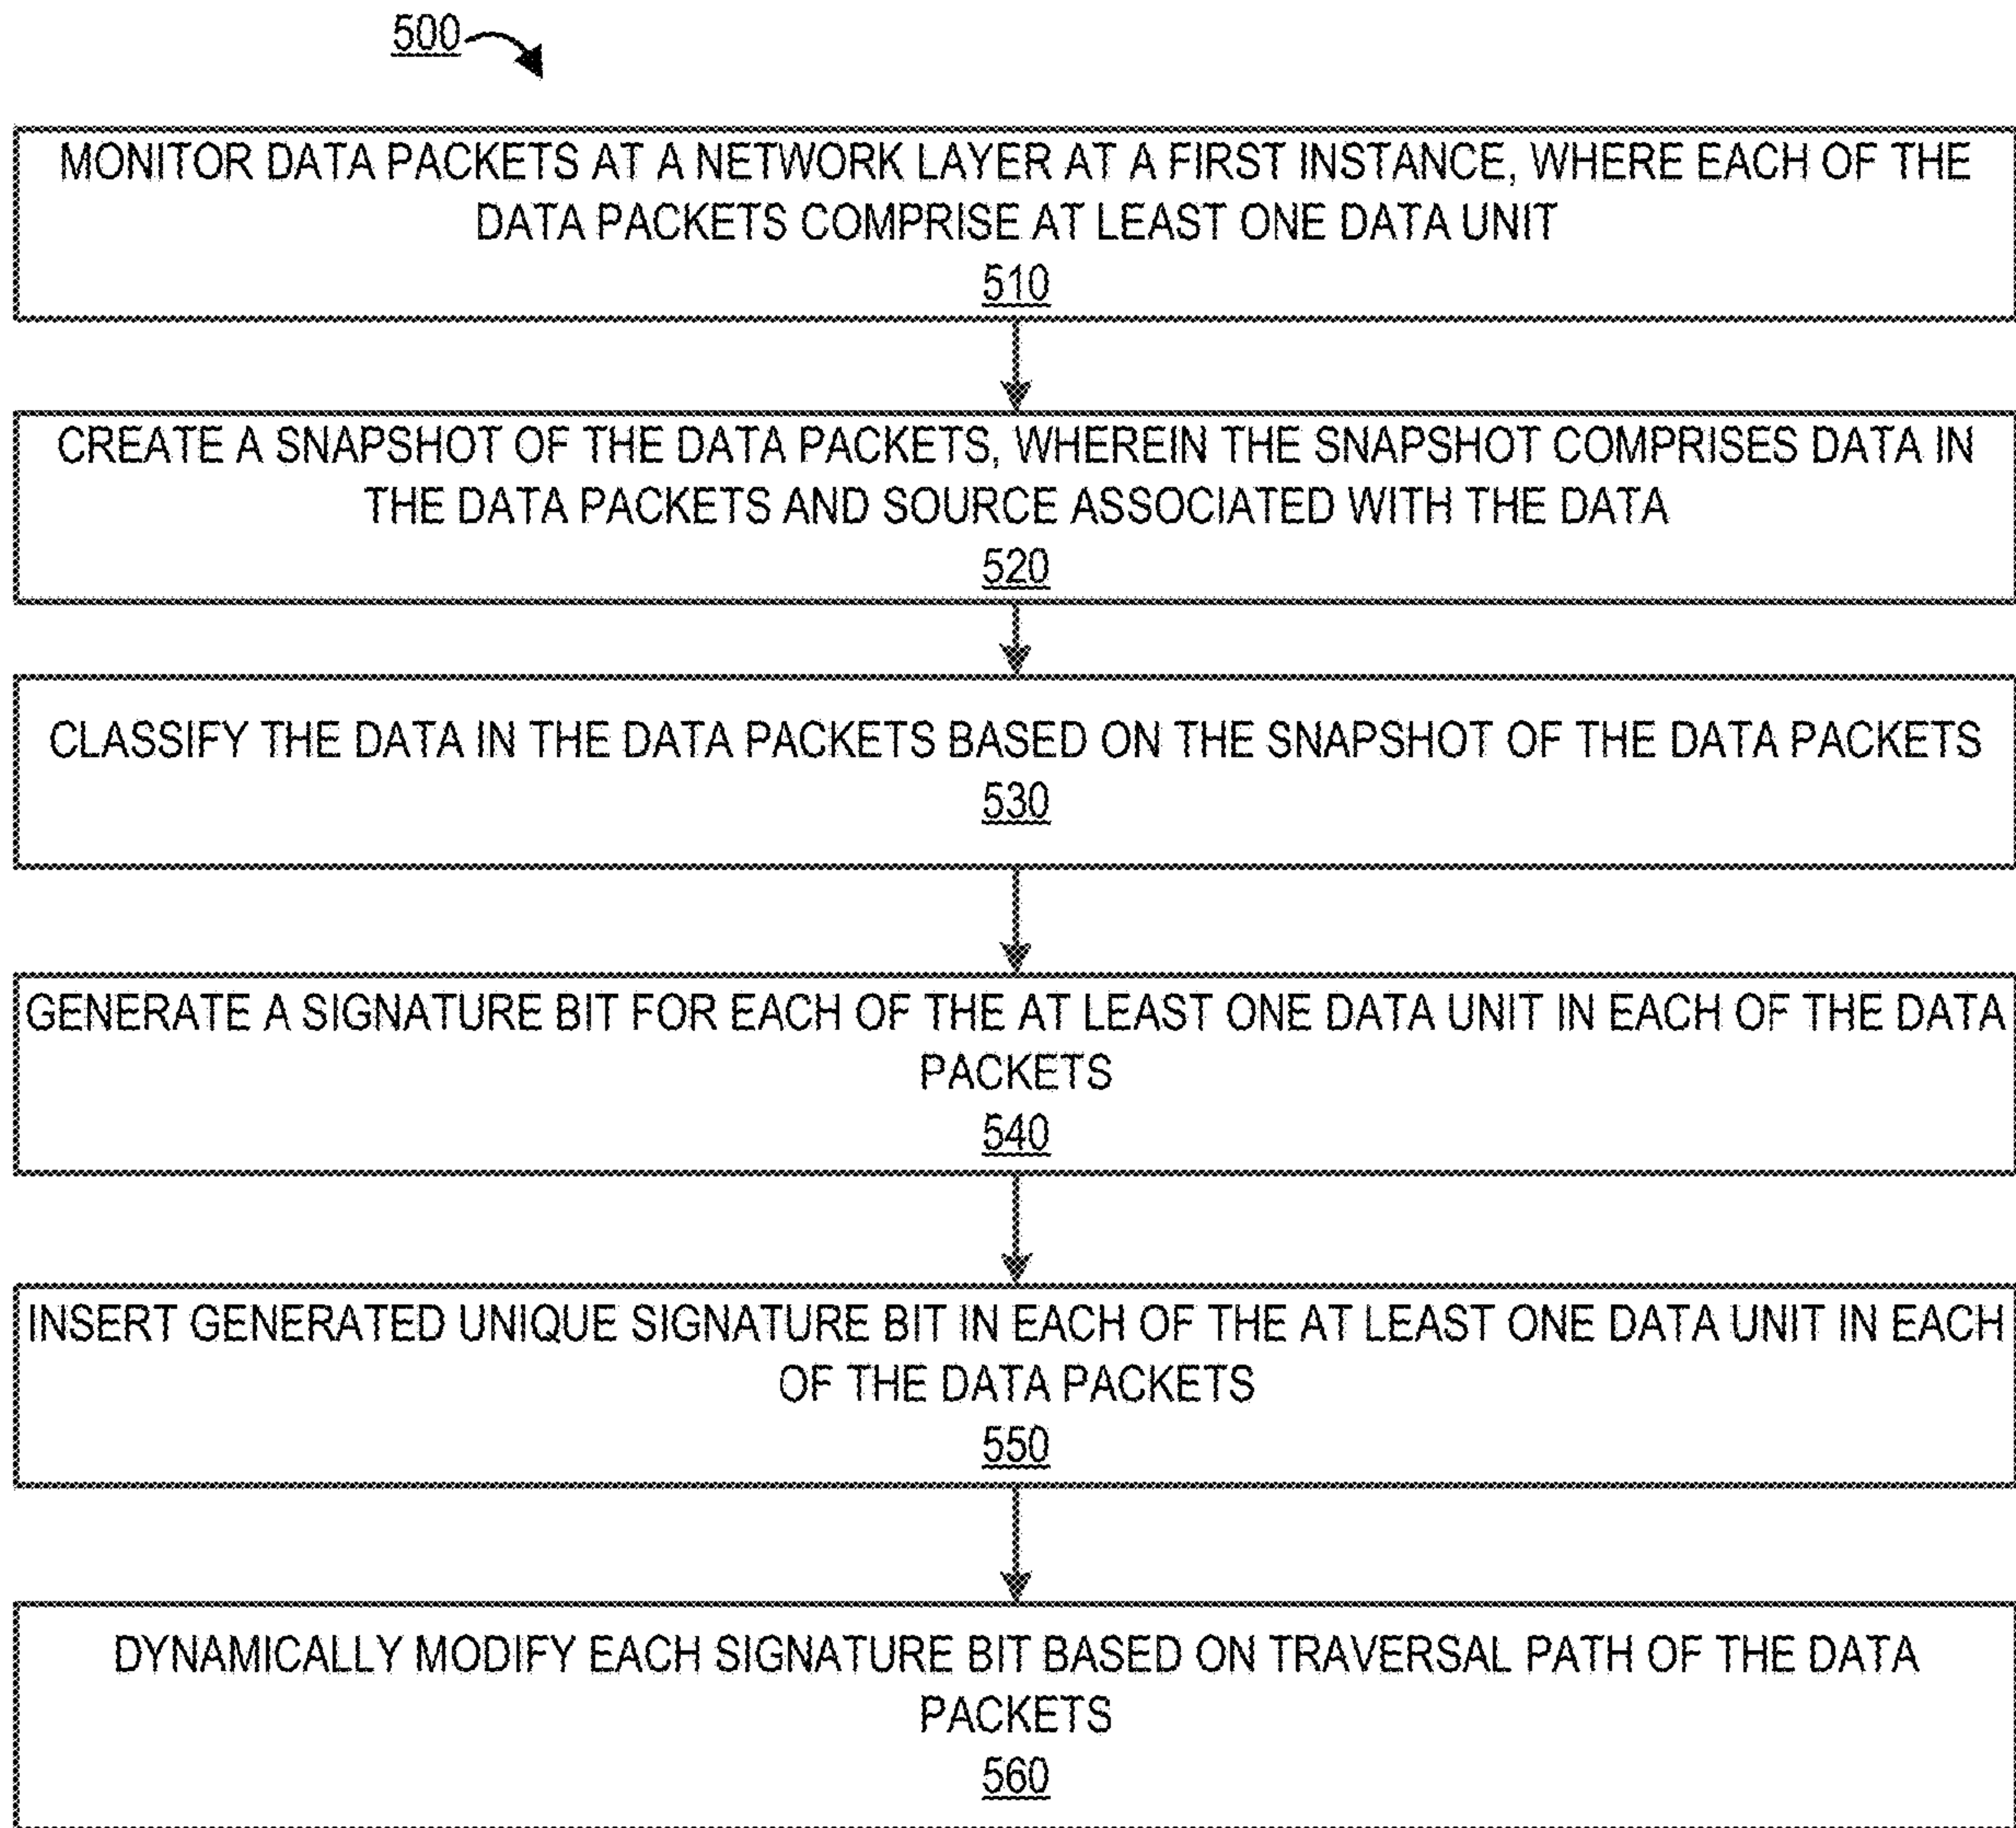 500
MONITOR DATA PACKETS AT A NETWORK LAYER AT A FIRST INSTANCE, WHERE EACH OF THE
DATA PACKETS COMPRISE AT LEAST ONE DATA UNIT
510
CREATE A SNAPSHOT OF THE DATA PACKETS, WHEREIN THE SNAPSHOT COMPRISES DATA IN
THE DATA PACKETS AND SOURCE ASSOCIATED WITH THE DATA
520
CLASSIFY THE DATA IN THE DATA PACKETS BASED ON THE SNAPSHOT OF THE DATA PACKETS
530
GENERATE A SIGNATURE BIT FOR EACH OF THE AT LEAST ONE DATA UNIT IN EACH OF THE DATA
PACKETS
540
INSERT GENERATED UNIQUE SIGNATURE BIT IN EACH OF THE AT LEAST ONE DATA UNIT IN EACH
OF THE DATA PACKETS
550
DYNAMICALLY MODIFY EACH SIGNATURE BIT BASED ON TRAVERSAL PATH OF THE DATA
PACKETS
560